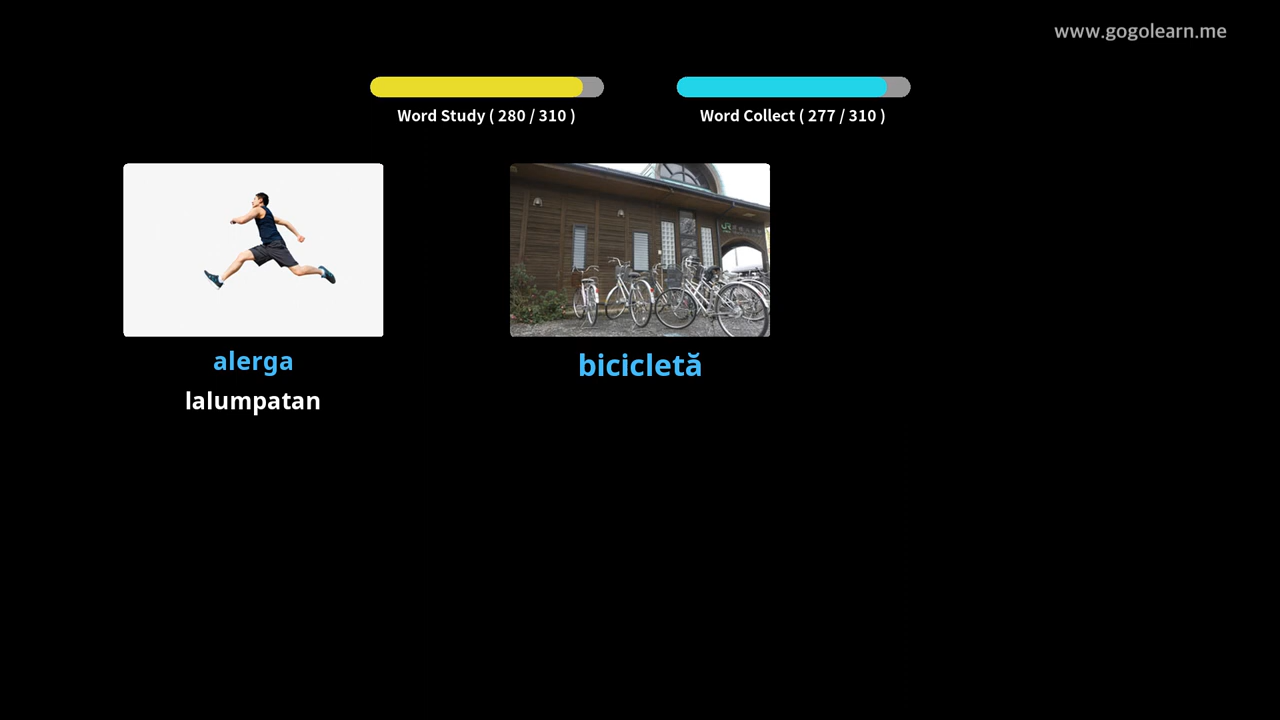 www.gogolearn.me
Word Study ( 280 / 310 )
Word Collect ( 277 / 310 )
alerga
lalumpatan
bicicletă